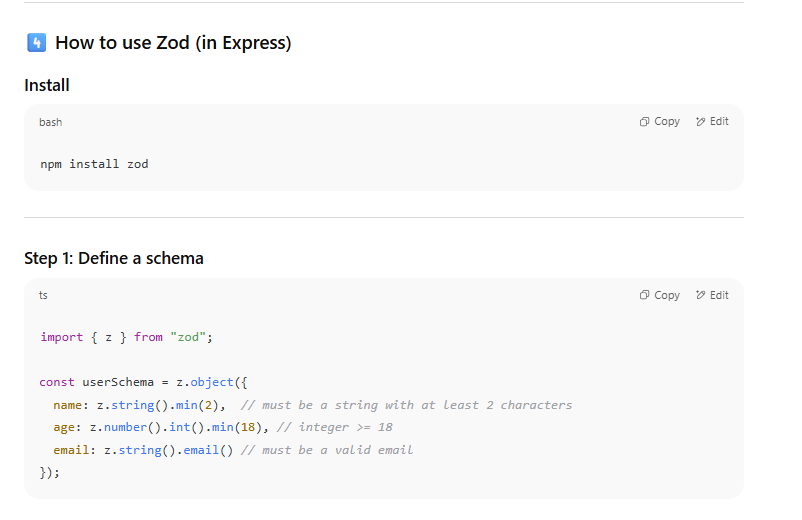 4 How to use Zod (in Express)
Install
bash
Copy Edit
npm install zod
Step 1: Define a schema
ts
Copy Edit
import { z } from "zod";
const userSchema = z.object({
  name: z.string().min(2),  // must be a string with at least 2 characters
  age: z.number().int().min(18), // integer >= 18
  email: z.string().email() // must be a valid email
});